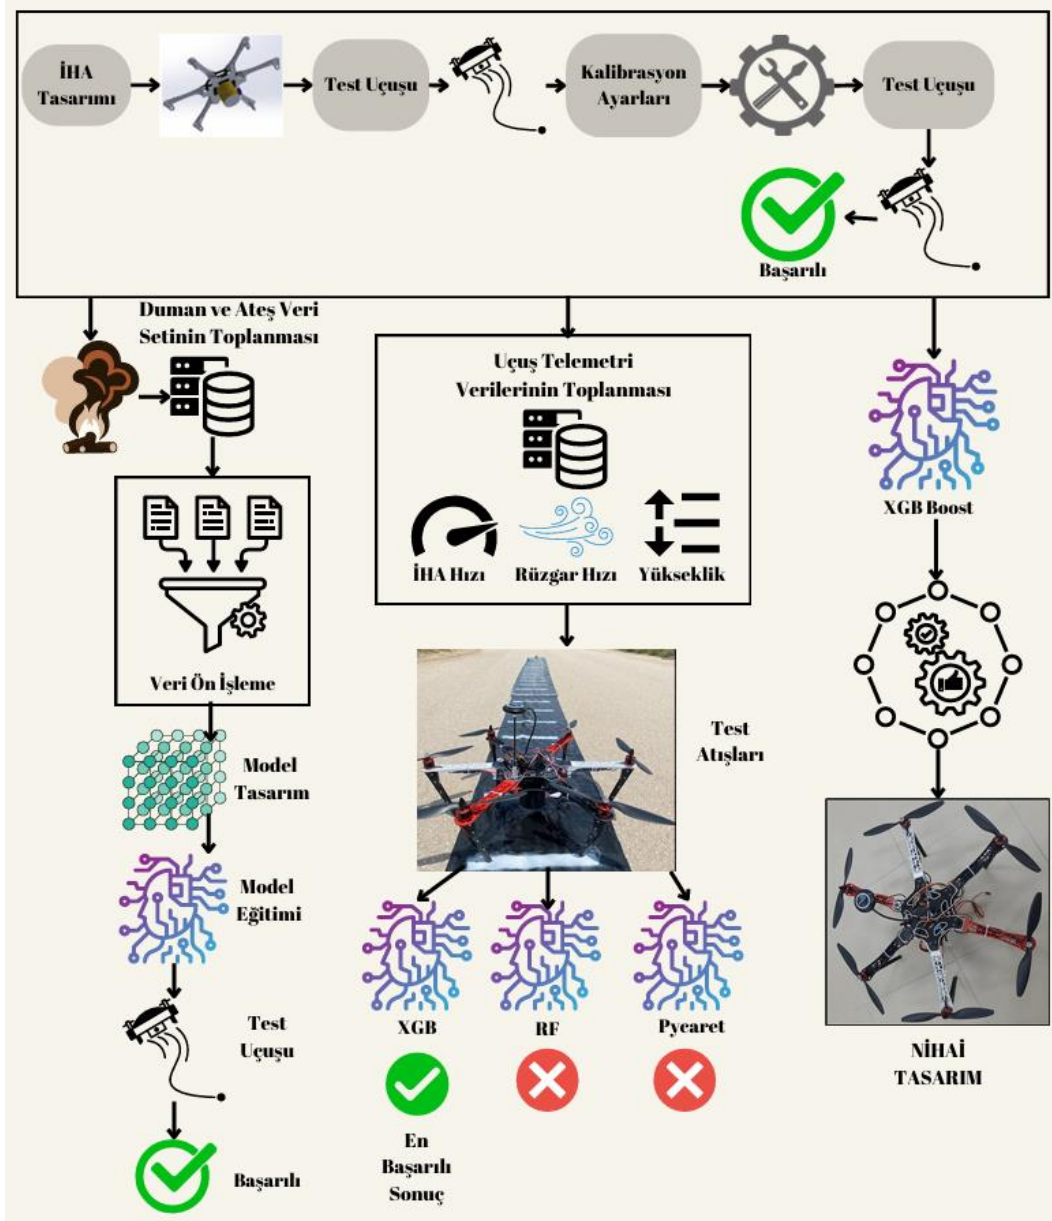 İHA
Tasarımı
Test Uçuşu
Kalibrasyon
Ayarları
Test Uçuşu
Başarılı
Duman ve Ateş Veri
Setinin Toplanması
Veri Ön İşleme
Model
Tasarım
Model
Eğitimi
Test
Uçuşu
Başarılı
Uçuş Telemetri
Verilerinin Toplanması
İHA Hızı
Rüzgar Hızı
Yükseklik
Test
Atışları
XGB
RF
Pycaret
En
Başarılı
Sonuç
XGB Boost
NİHAİ
TASARIM